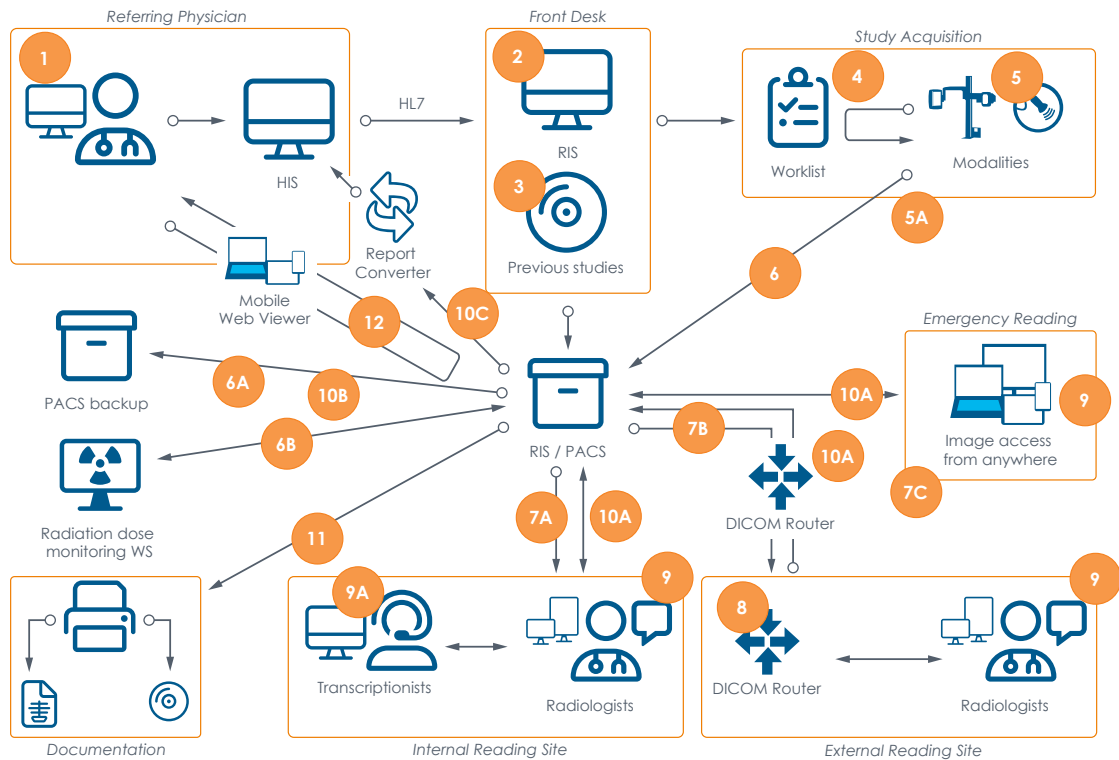 Referring Physician
Front Desk
Study Acquisition
1
2
4
5
HL7
HIS
RIS
Worklist
Modalities
3
5A
Report
Converter
Previous studies
6
Mobile
Web Viewer
12
10C
Emergency Reading
PACS backup
6A
10B
10A
9
7B
RIS / PACS
Image access
from anywhere
6B
10A
7C
Radiation dose
monitoring WS
11
7A
10A
DICOM Router
9A
9
8
9
Transcriptionists
Radiologists
DICOM Router
Radiologists
Documentation
Internal Reading Site
External Reading Site